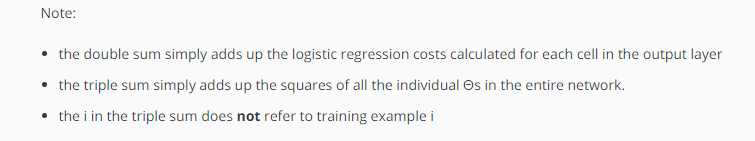 Note:
• the double sum simply adds up the logistic regression costs calculated for each cell in the output layer
• the triple sum simply adds up the squares of all the individual Θs in the entire network.
• the i in the triple sum does not refer to training example i